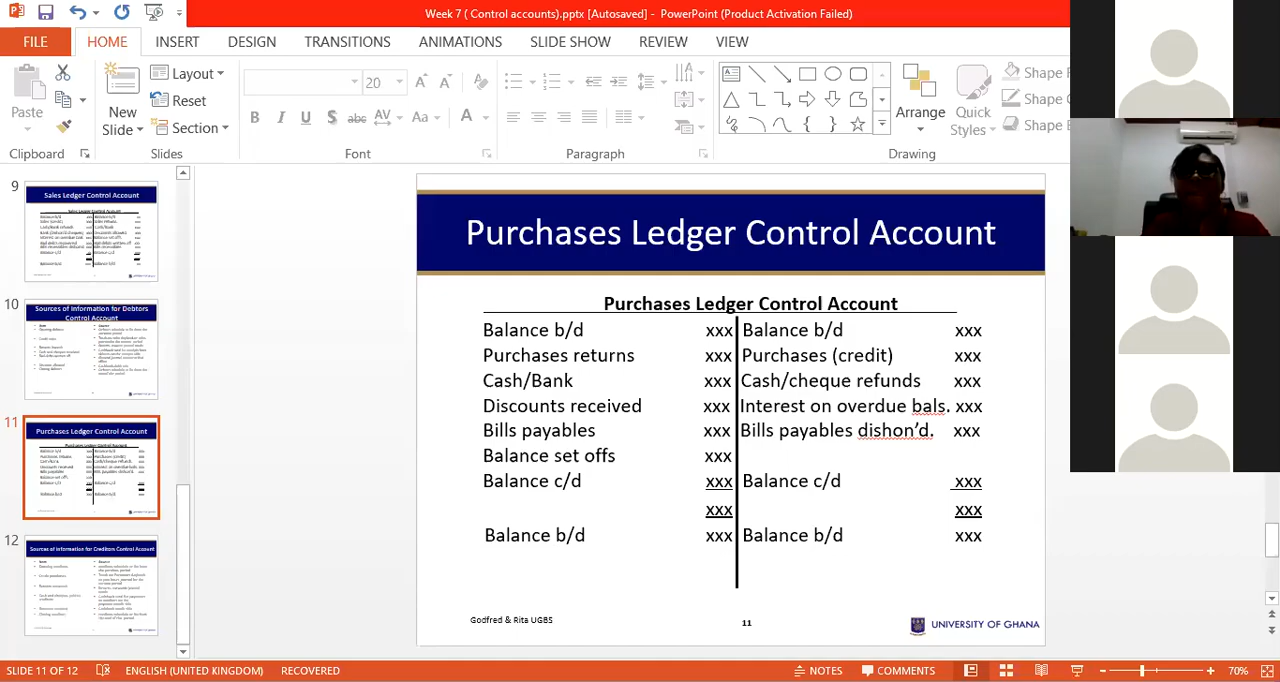 Week 7 ( Control accounts).pptx [Autosaved] - PowerPoint (Product Activation Failed)
FILE HOME INSERT DESIGN TRANSITIONS ANIMATIONS SLIDE SHOW REVIEW VIEW
Paste
New Slide
Layout
Reset
Section
20
B I U S abc AV Aa A
Arrange
Quick Styles
Shape
Shape
Shape
Clipboard Slides Font Paragraph Drawing
9
Sales Ledger Control Account
10
Sources of Information for Debtors
Control Account
11
Purchases Ledger Control Account
12
Sources of Information for Creditors Control Account
Purchases Ledger Control Account
Purchases Ledger Control Account
Balance b/d xxx Balance b/d xxx
Purchases returns xxx Purchases (credit) xxx
Cash/Bank xxx Cash/cheque refunds xxx
Discounts received xxx Interest on overdue bals. xxx
Bills payables xxx Bills payables dishon’d. xxx
Balance set offs xxx
Balance c/d xxx Balance c/d xxx
xxx xxx
Balance b/d xxx Balance b/d xxx
Godfred & Rita UGBS 11 UNIVERSITY OF GHANA
SLIDE 11 OF 12 ENGLISH (UNITED KINGDOM) RECOVERED NOTES COMMENTS 70%